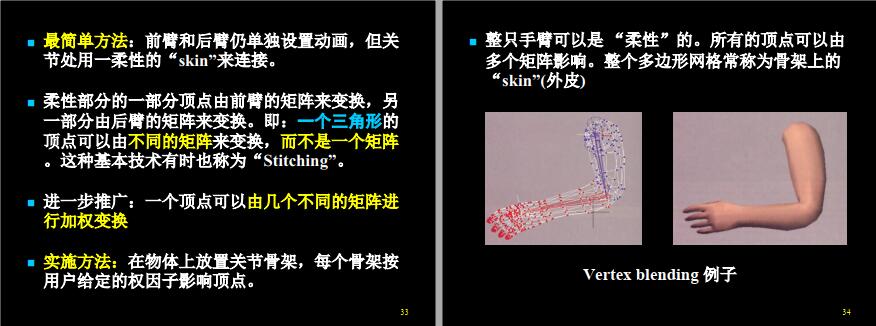 最简单方法：前臂和后臂仍单独设置动画，但关
节处用一柔性的“skin”来连接。
柔性部分的一部分顶点由前臂的矩阵来变换，另
一部分由后臂的矩阵来变换。即：一个三角形的
顶点可以由不同的矩阵来变换，而不是一个矩阵
。这种基本技术有时也称为“Stitching”。
进一步推广：一个顶点可以由几个不同的矩阵进
行加权变换
实施方法：在物体上放置关节骨架，每个骨架按
用户给定的权因子影响顶点。
33
整只手臂可以是 “柔性”的。所有的顶点可以由
多个矩阵影响。整个多边形网格常称为骨架上的
“skin”(外皮)
Vertex blending 例子
34